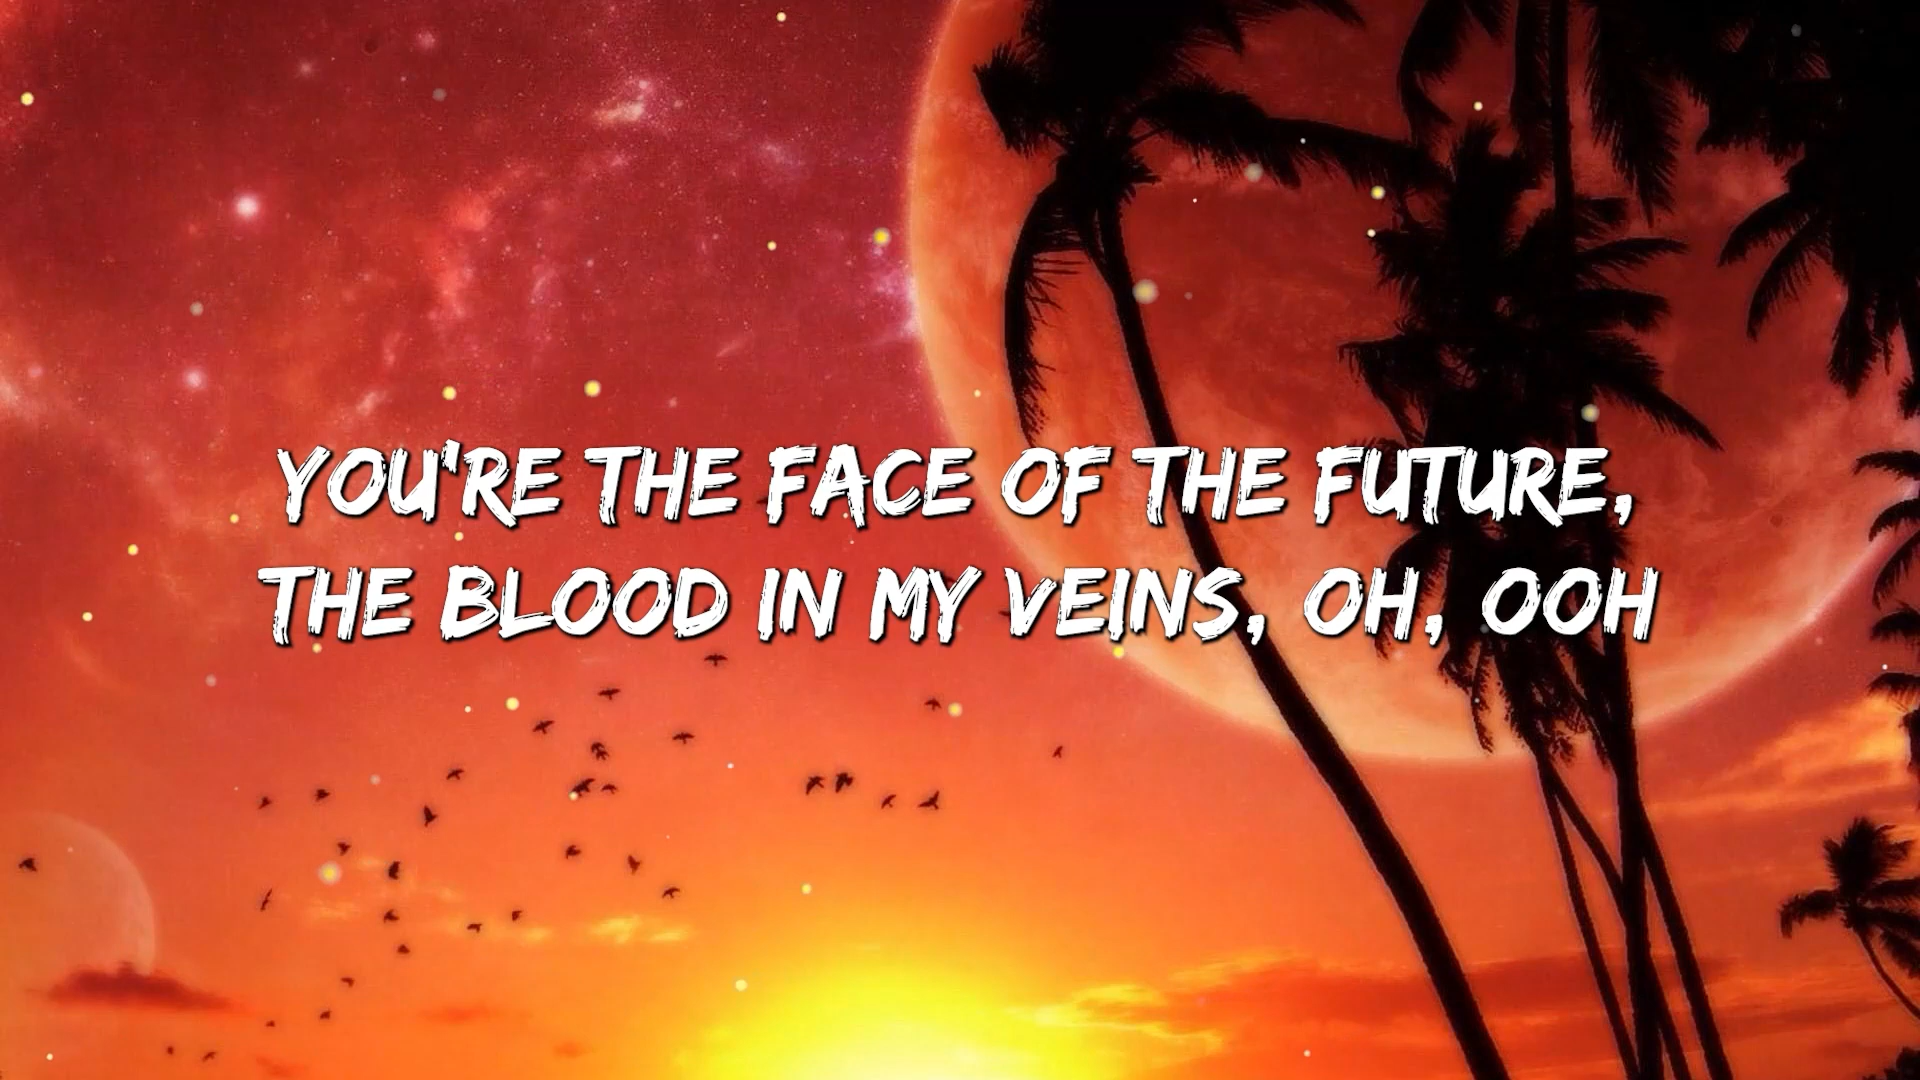 YOU'RE THE FACE OF THE FUTURE,
THE BLOOD IN MY VEINS, OH, OOH